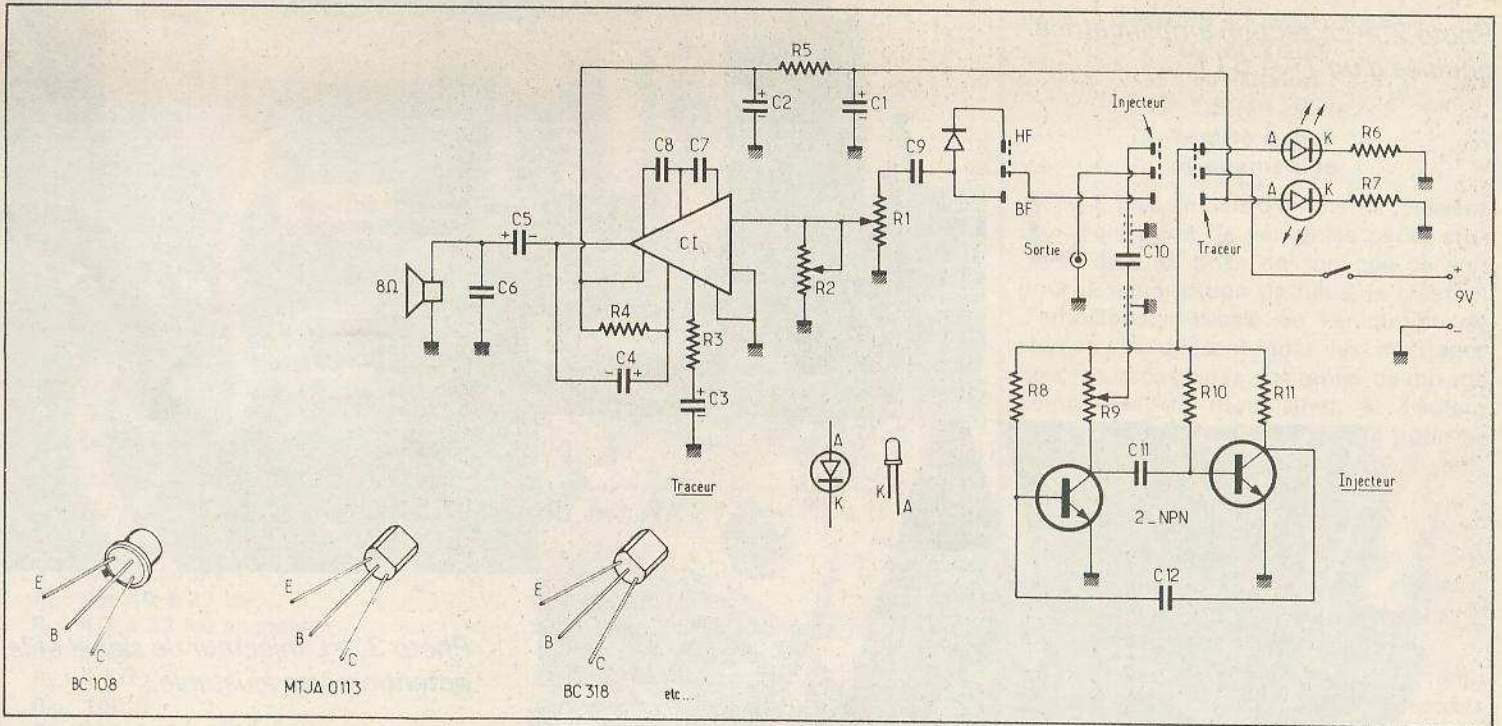 R5
C2
C1
Injecteur
HF
C9
C8
C7
BF
A
K
R6
A
K
R7
Traceur
Sortie
C10
+
9V
-
C5
+
-
8Ω
C6
CI
R1
R2
R4
R3
C4
-
+
C3
+
-
R8
R9
R10
R11
C11
2_NPN
C12
Injecteur
Traceur
A
K
K
A
E
B
C
BC 108
E
B
C
MTJA 0113
E
B
C
BC 318
etc...